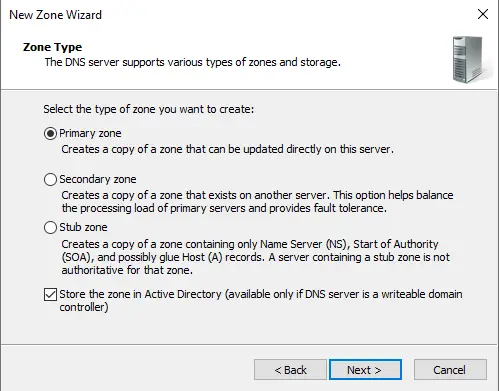 New Zone Wizard
Zone Type
The DNS server supports various types of zones and storage.
Select the type of zone you want to create:
Primary zone
Creates a copy of a zone that can be updated directly on this server.
Secondary zone
Creates a copy of a zone that exists on another server. This option helps balance
the processing load of primary servers and provides fault tolerance.
Stub zone
Creates a copy of a zone containing only Name Server (NS), Start of Authority
(SOA), and possibly glue Host (A) records. A server containing a stub zone is not
authoritative for that zone.
Store the zone in Active Directory (available only if DNS server is a writeable domain
controller)
< Back Next > Cancel